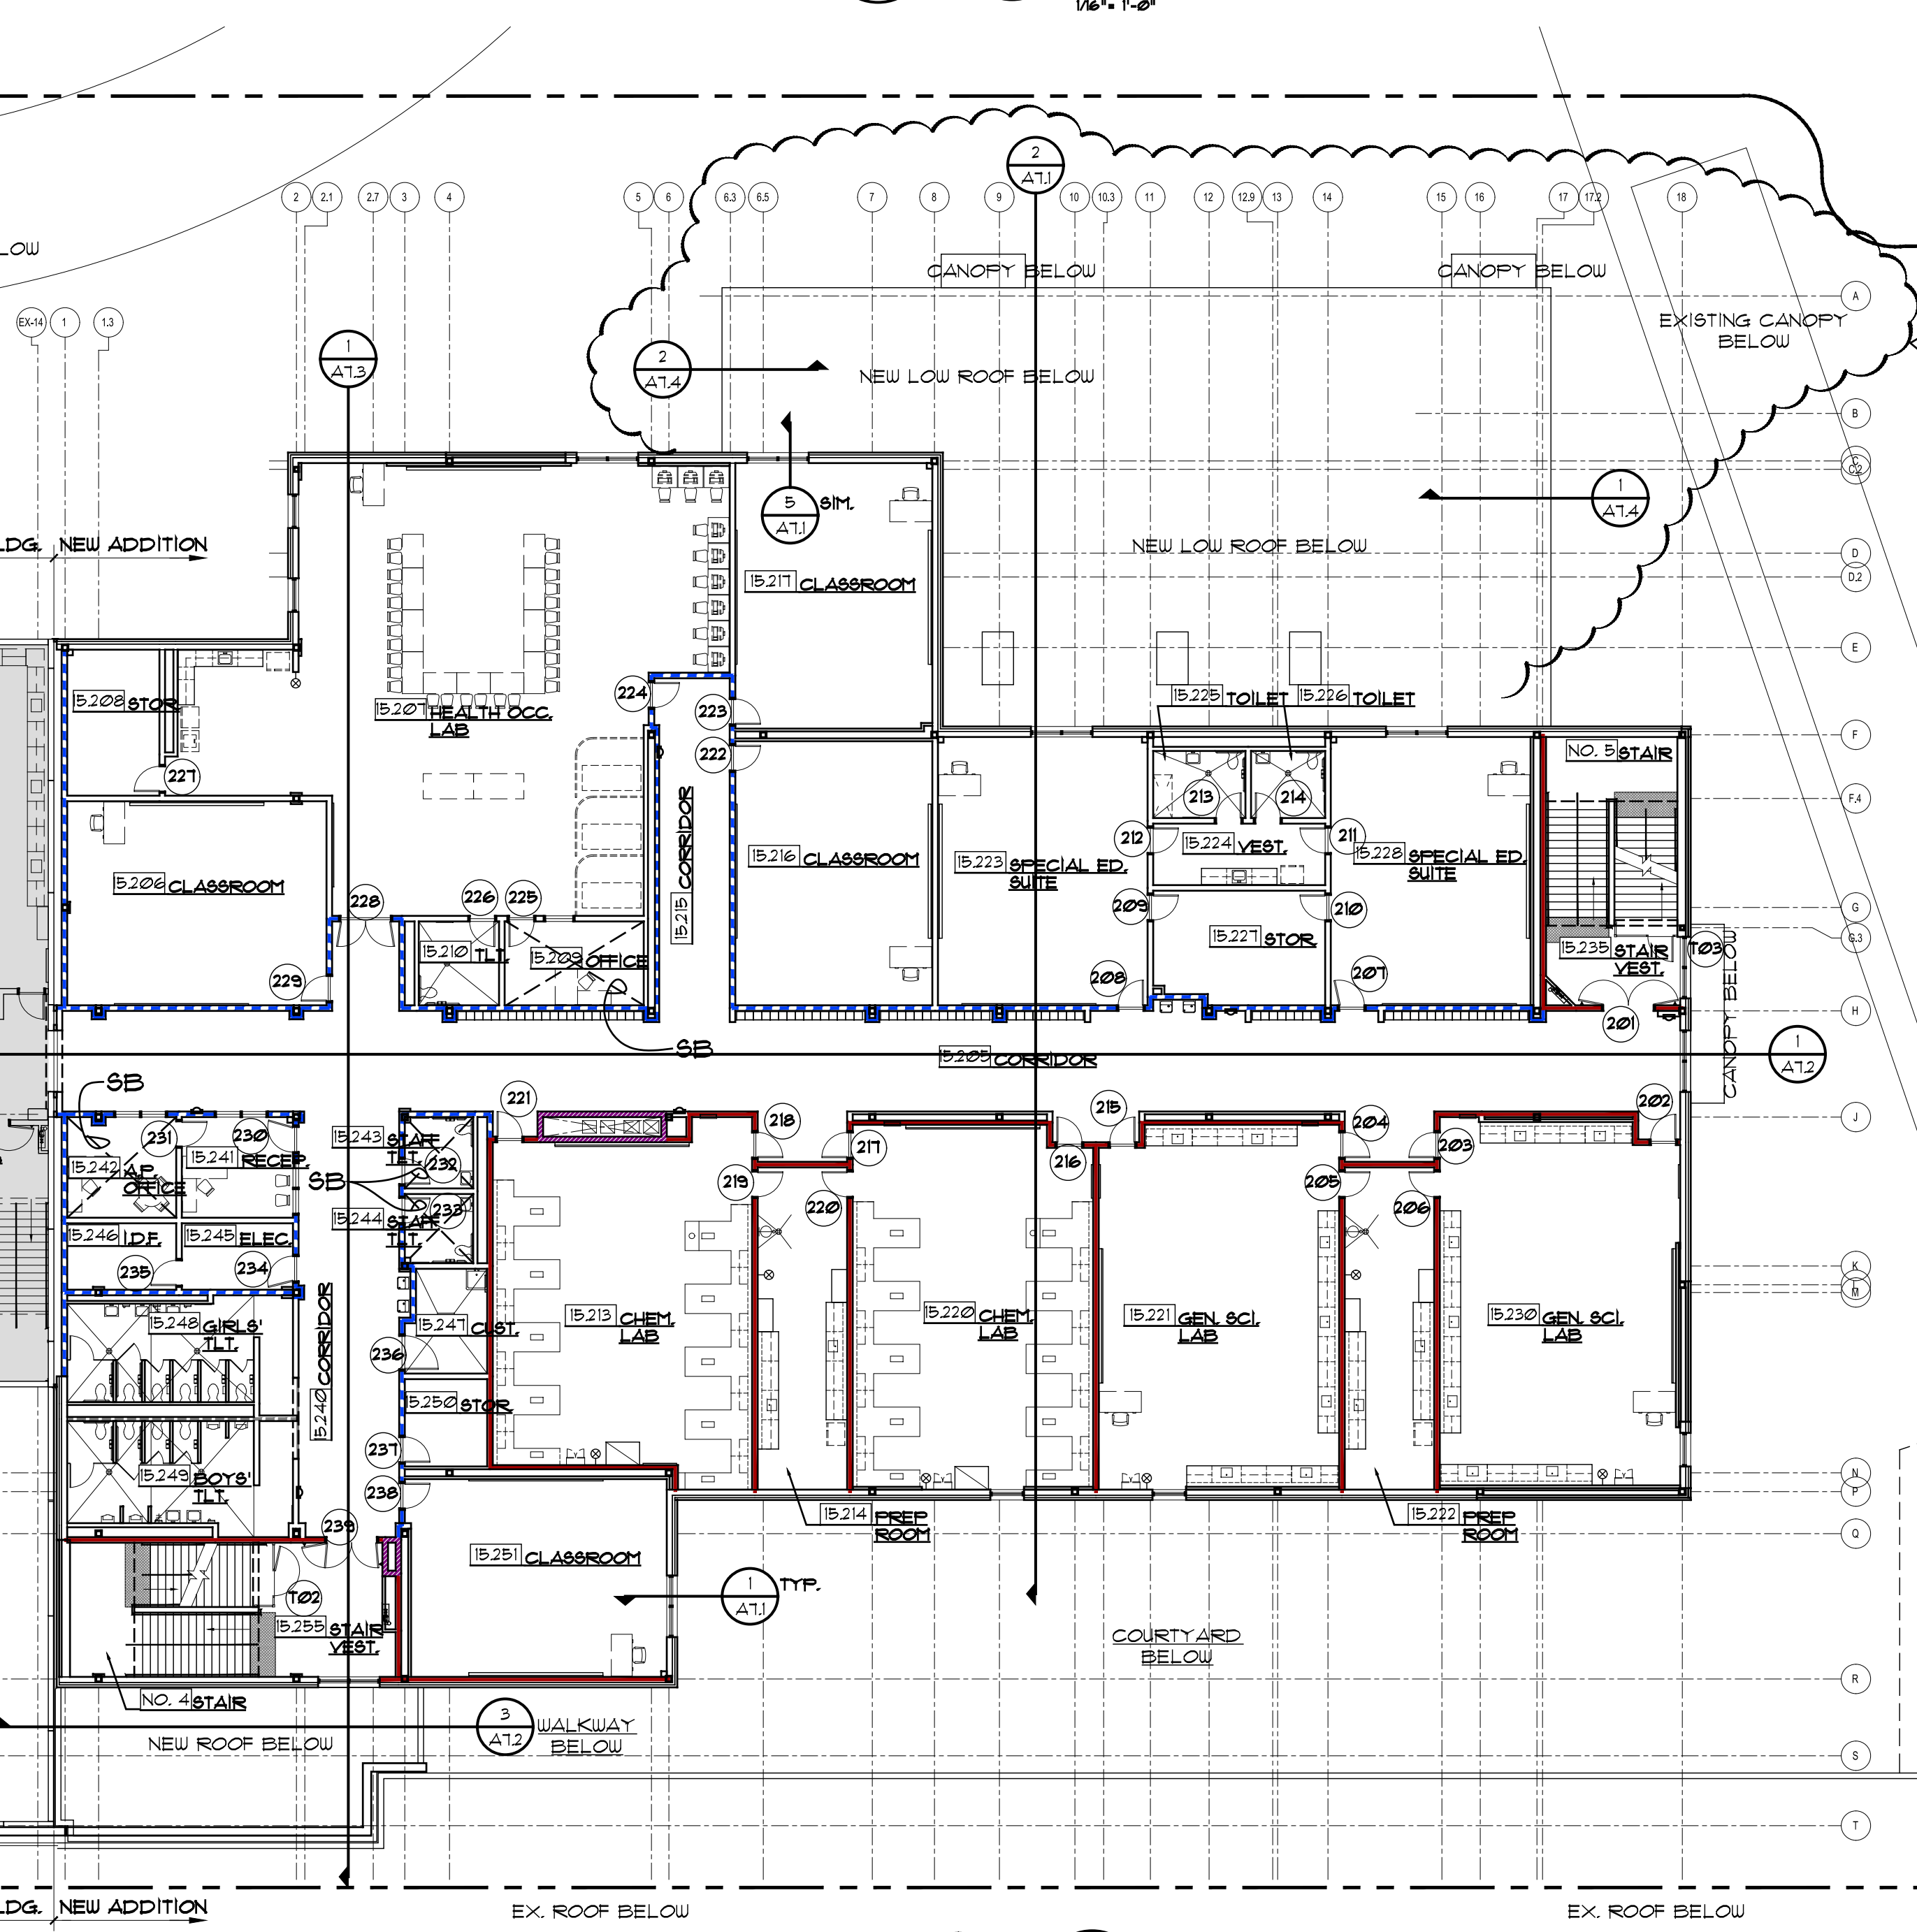 1/16"= 1'-0"
2
A7.1
2 2.1 2.7 3 4 5 6 6.3 6.5 7 8 9 10 10.3 11 12 12.9 13 14 15 16 17 17.2 18
LOW
CANOPY BELOW
CANOPY BELOW
A
EX-14 1 1.3
EXISTING CANOPY
BELOW
1
A7.3
2
A7.4
NEW LOW ROOF BELOW
B
C
C.2
5
A7.1
SIM.
1
A7.4
LDG. NEW ADDITION
NEW LOW ROOF BELOW
D
D.2
15.217 CLASSROOM
E
15.208 STOR.
224
15.225 TOILET
15.226 TOILET
15.207 HEALTH OCC.
LAB
223
222
F
NO. 5 STAIR
227
213
214
F.4
15.215 CORRIDOR
212
211
15.224 VEST.
15.216 CLASSROOM
15.223 SPECIAL ED.
SUITE
15.228 SPECIAL ED.
SUITE
15.206 CLASSROOM
228
226
225
209
210
G
15.227 STOR.
G.3
15.210 TLT.
15.209 OFFICE
15.235 STAIR
VEST.
T03
229
208
207
H
201
CANOPY BELOW
SB
15.205 CORRIDOR
1
A7.2
SB
221
218
217
215
216
204
203
202
J
231
230
15.243 STAFF
TLT.
232
15.242 A.P.
OFFICE
15.241 RECEP.
SB
219
220
205
206
15.244 STAFF
TLT.
233
15.246 I.D.F.
15.245 ELEC.
235
234
K
M
15.240 CORRIDOR
15.213 CHEM.
LAB
15.220 CHEM.
LAB
15.221 GEN. SCI.
LAB
15.230 GEN. SCI.
LAB
15.248 GIRLS'
TLT.
15.247 CUST.
236
15.250 STOR.
237
15.249 BOYS'
TLT.
238
N
P
15.214 PREP
ROOM
15.222 PREP
ROOM
239
Q
15.251 CLASSROOM
T02
1
A7.1
TYP.
15.255 STAIR
VEST.
COURTYARD
BELOW
R
NO. 4 STAIR
3
A7.2
WALKWAY
BELOW
NEW ROOF BELOW
S
T
LDG. NEW ADDITION
EX. ROOF BELOW
EX. ROOF BELOW